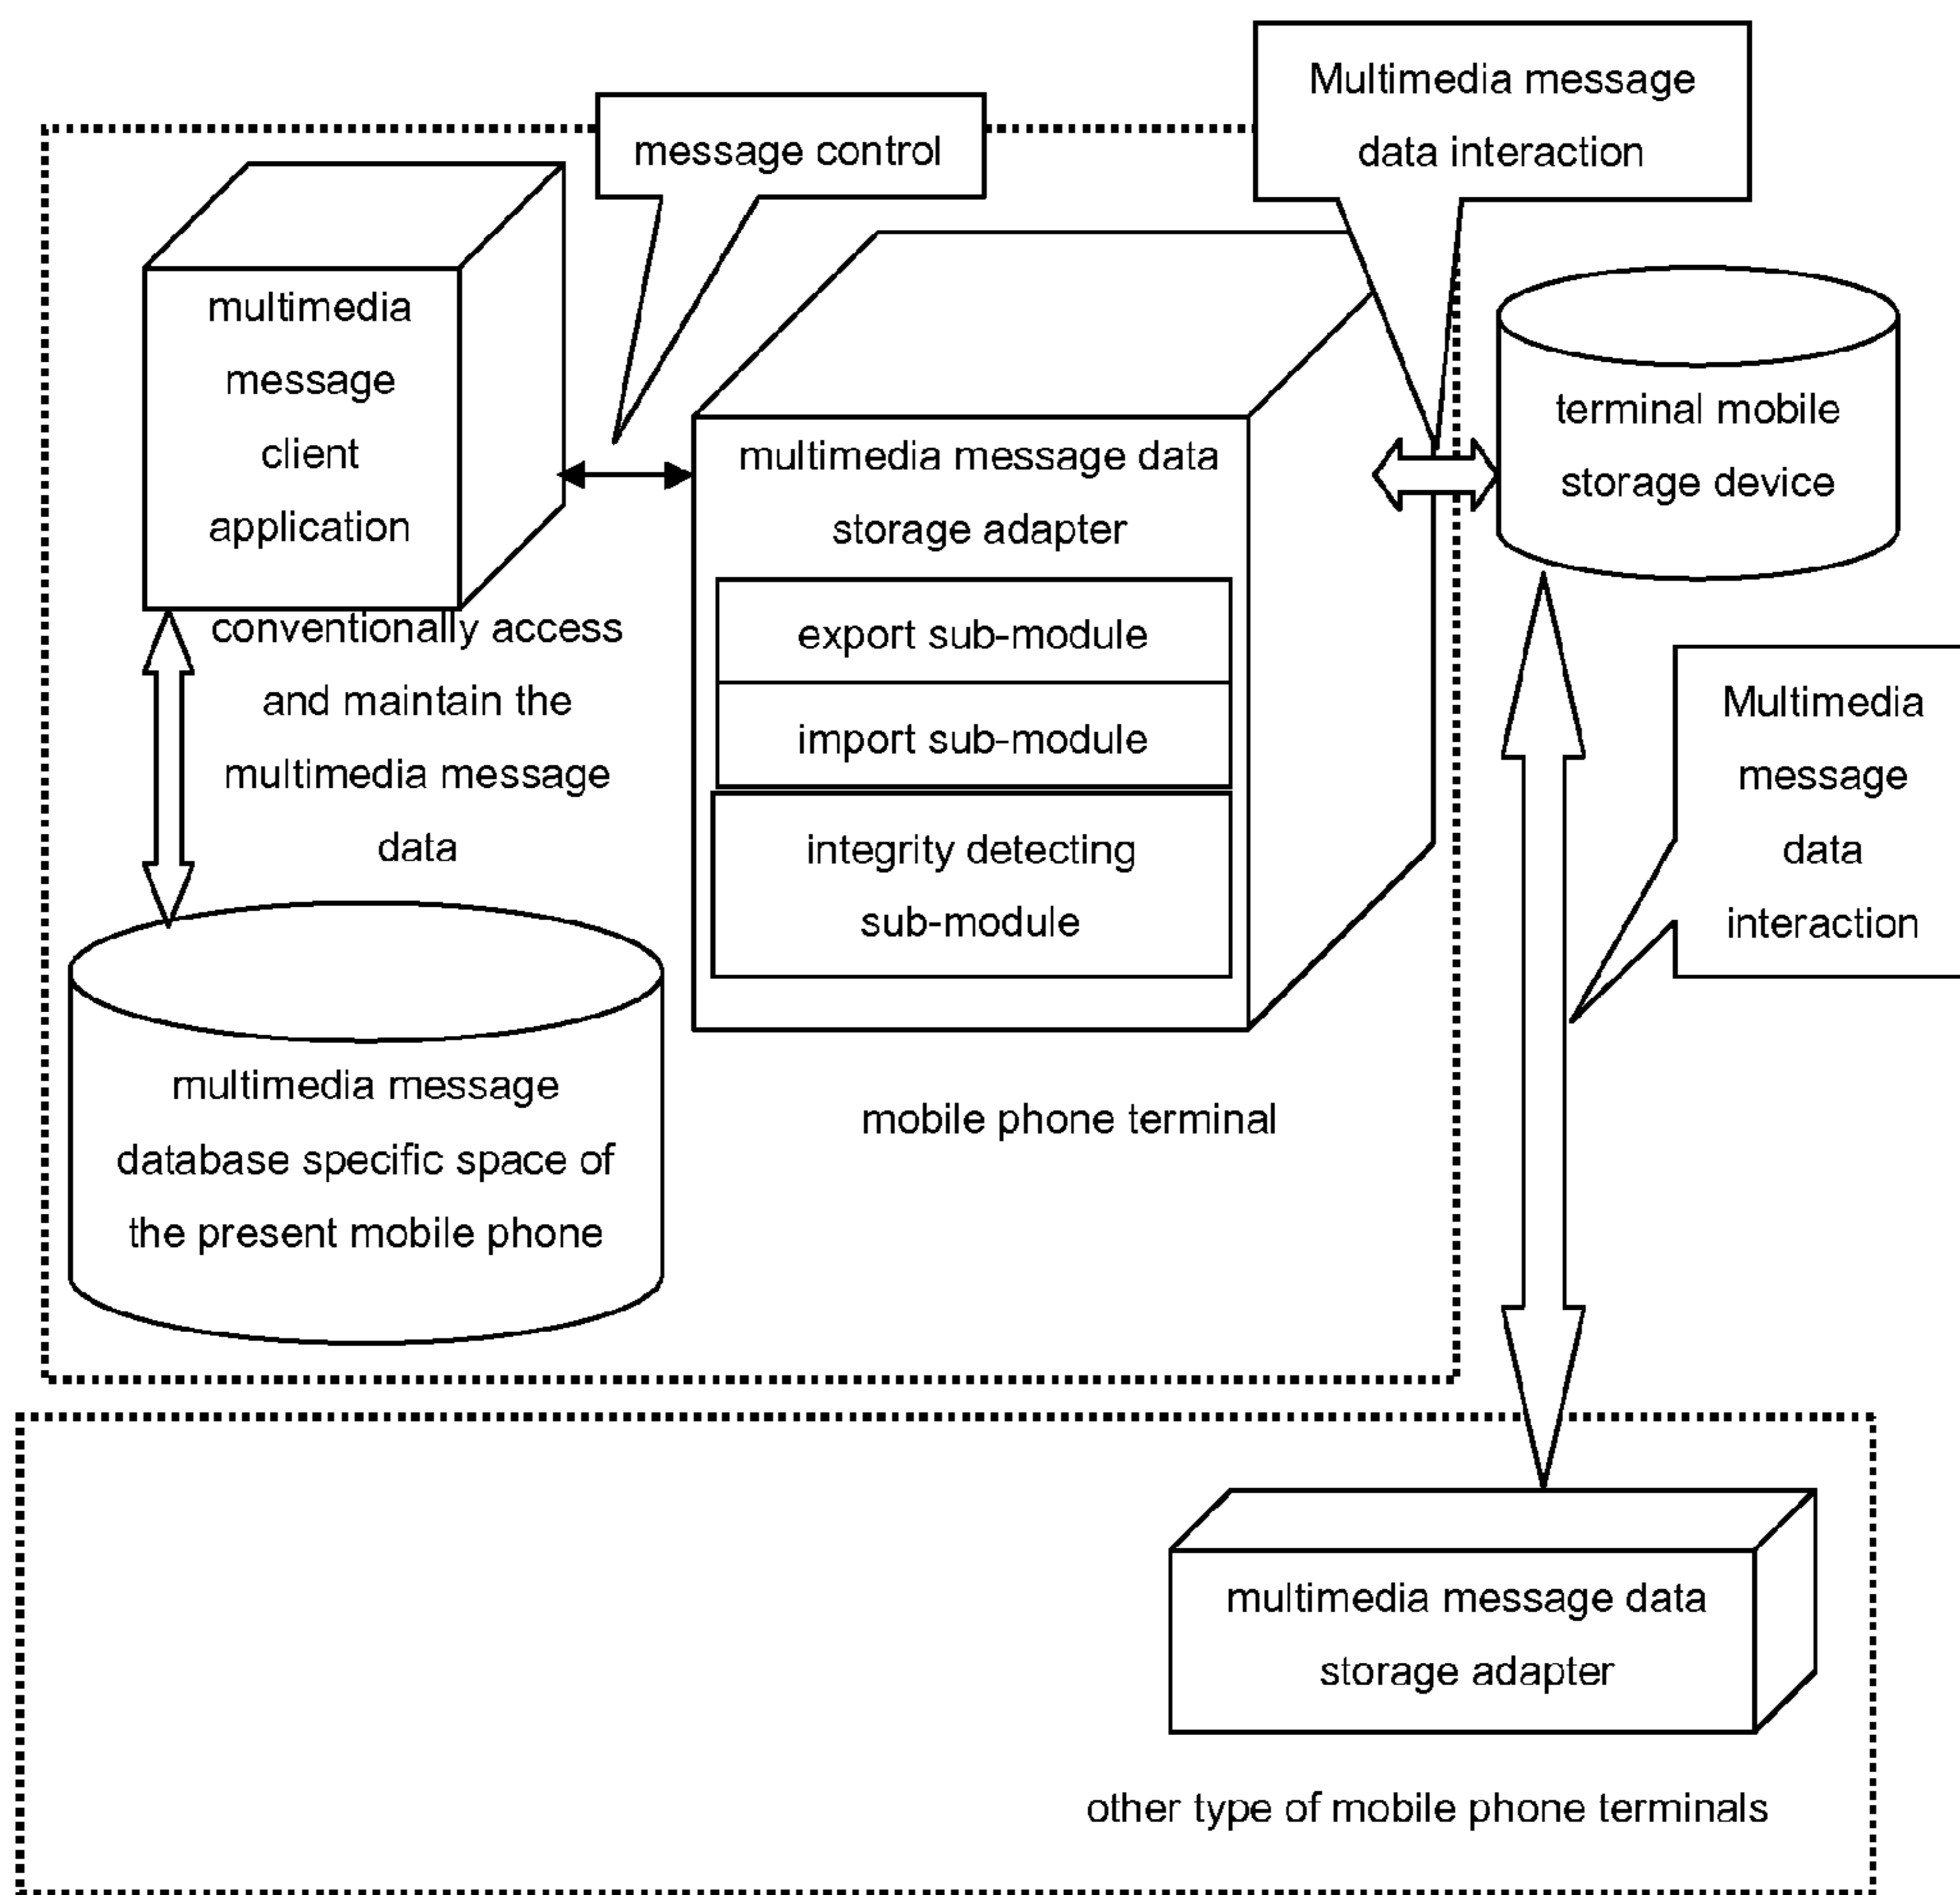 Multimedia message
data interaction
message control
multimedia
message
client
application
terminal mobile
storage device
multimedia message data
storage adapter
export sub-module
import sub-module
integrity detecting
sub-module
conventionally access
and maintain the
multimedia message
data
Multimedia
message
data
interaction
multimedia message
database specific space of
the present mobile phone
mobile phone terminal
multimedia message data
storage adapter
other type of mobile phone terminals